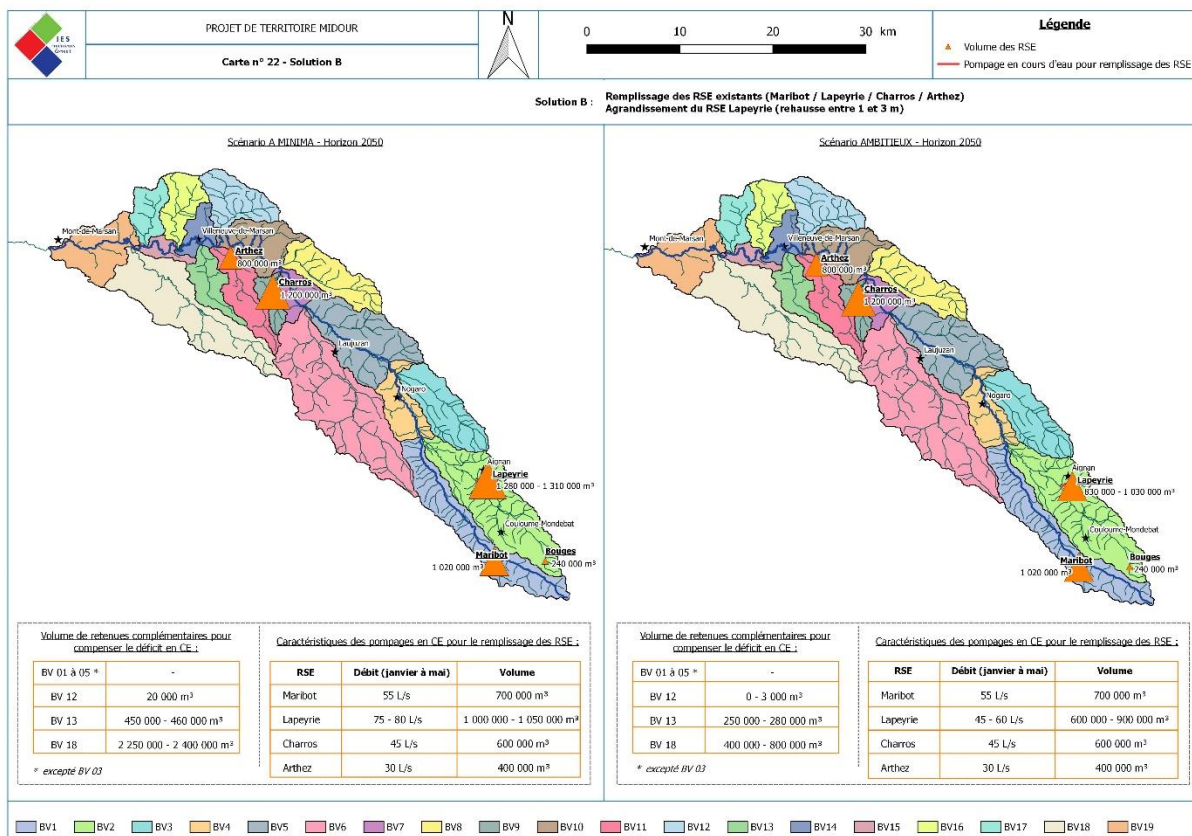 IES
PROJET DE TERRITOIRE MIDOUR
Carte n° 22 - Solution B
N
0 10 20 30 km
Légende
Volume des RSE
Pompage en cours d'eau pour remplissage des RSE
Solution B : Remplissage des RSE existants (Maribot / Lapeyrie / Charros / Arthez)
Agrandissement du RSE Lapeyrie (rehausse entre 1 et 3 m)
Scénario A MINIMA - Horizon 2050
Mont-de-Marsan
Villeneuve-de-Marsan
Arthez
800 000 m³
Charros
1 200 000 m³
Laujuzan
Nogaro
Aignan
Lapeyrie
1 280 000 - 1 310 000 m³
Couloumé-Mondebat
Maribot
1 020 000 m³
Bouges
240 000 m³
Volume de retenues complémentaires pour
compenser le déficit en CE :
BV 01 à 05 * -
BV 12 20 000 m³
BV 13 450 000 - 460 000 m³
BV 18 2 250 000 - 2 400 000 m³
* excepté BV 03
Caractéristiques des pompages en CE pour le remplissage des RSE :
RSE Débit (janvier à mai) Volume
Maribot 55 L/s 700 000 m³
Lapeyrie 75 - 80 L/s 1 000 000 - 1 050 000 m³
Charros 45 L/s 600 000 m³
Arthez 30 L/s 400 000 m³
Scénario AMBITIEUX - Horizon 2050
Mont-de-Marsan
Villeneuve-de-Marsan
Arthez
800 000 m³
Charros
1 200 000 m³
Laujuzan
Nogaro
Aignan
Lapeyrie
830 000 - 1 030 000 m³
Couloumé-Mondebat
Maribot
1 020 000 m³
Bouges
240 000 m³
Volume de retenues complémentaires pour
compenser le déficit en CE :
BV 01 à 05 * -
BV 12 0 - 3 000 m³
BV 13 250 000 - 280 000 m³
BV 18 400 000 - 800 000 m³
* excepté BV 03
Caractéristiques des pompages en CE pour le remplissage des RSE :
RSE Débit (janvier à mai) Volume
Maribot 55 L/s 700 000 m³
Lapeyrie 45 - 60 L/s 600 000 - 900 000 m³
Charros 45 L/s 600 000 m³
Arthez 30 L/s 400 000 m³
BV1 BV2 BV3 BV4 BV5 BV6 BV7 BV8 BV9 BV10 BV11 BV12 BV13 BV14 BV15 BV16 BV17 BV18 BV19